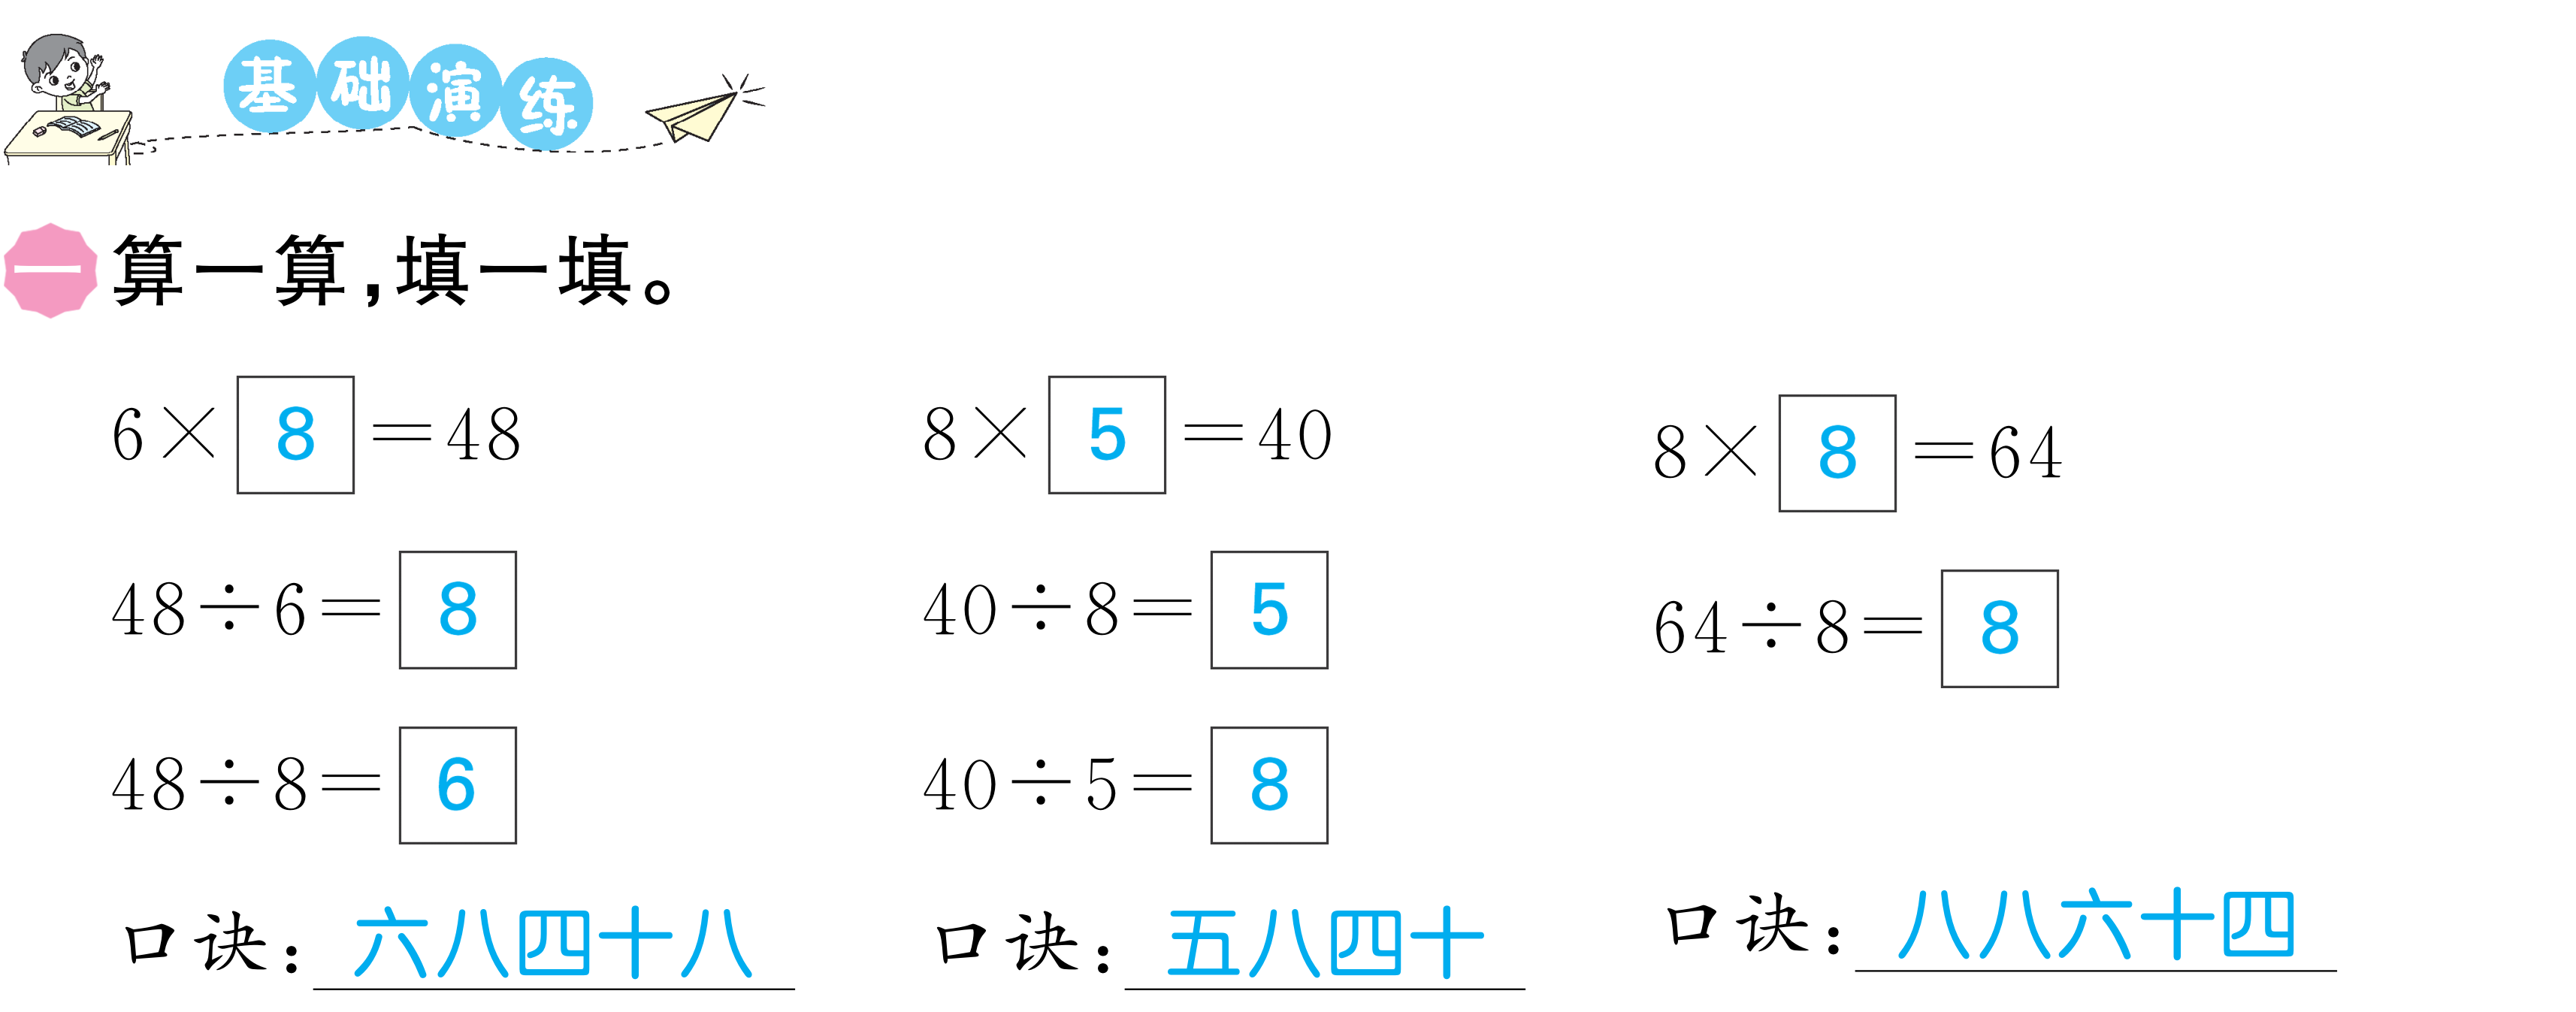 基础演练
一 算一算,填一填。
6×8=48 8×5=40 8×8=64
48÷6=8 40÷8=5 64÷8=8
48÷8=6 40÷5=8
口诀:六八四十八 口诀:五八四十 口诀:八八六十四